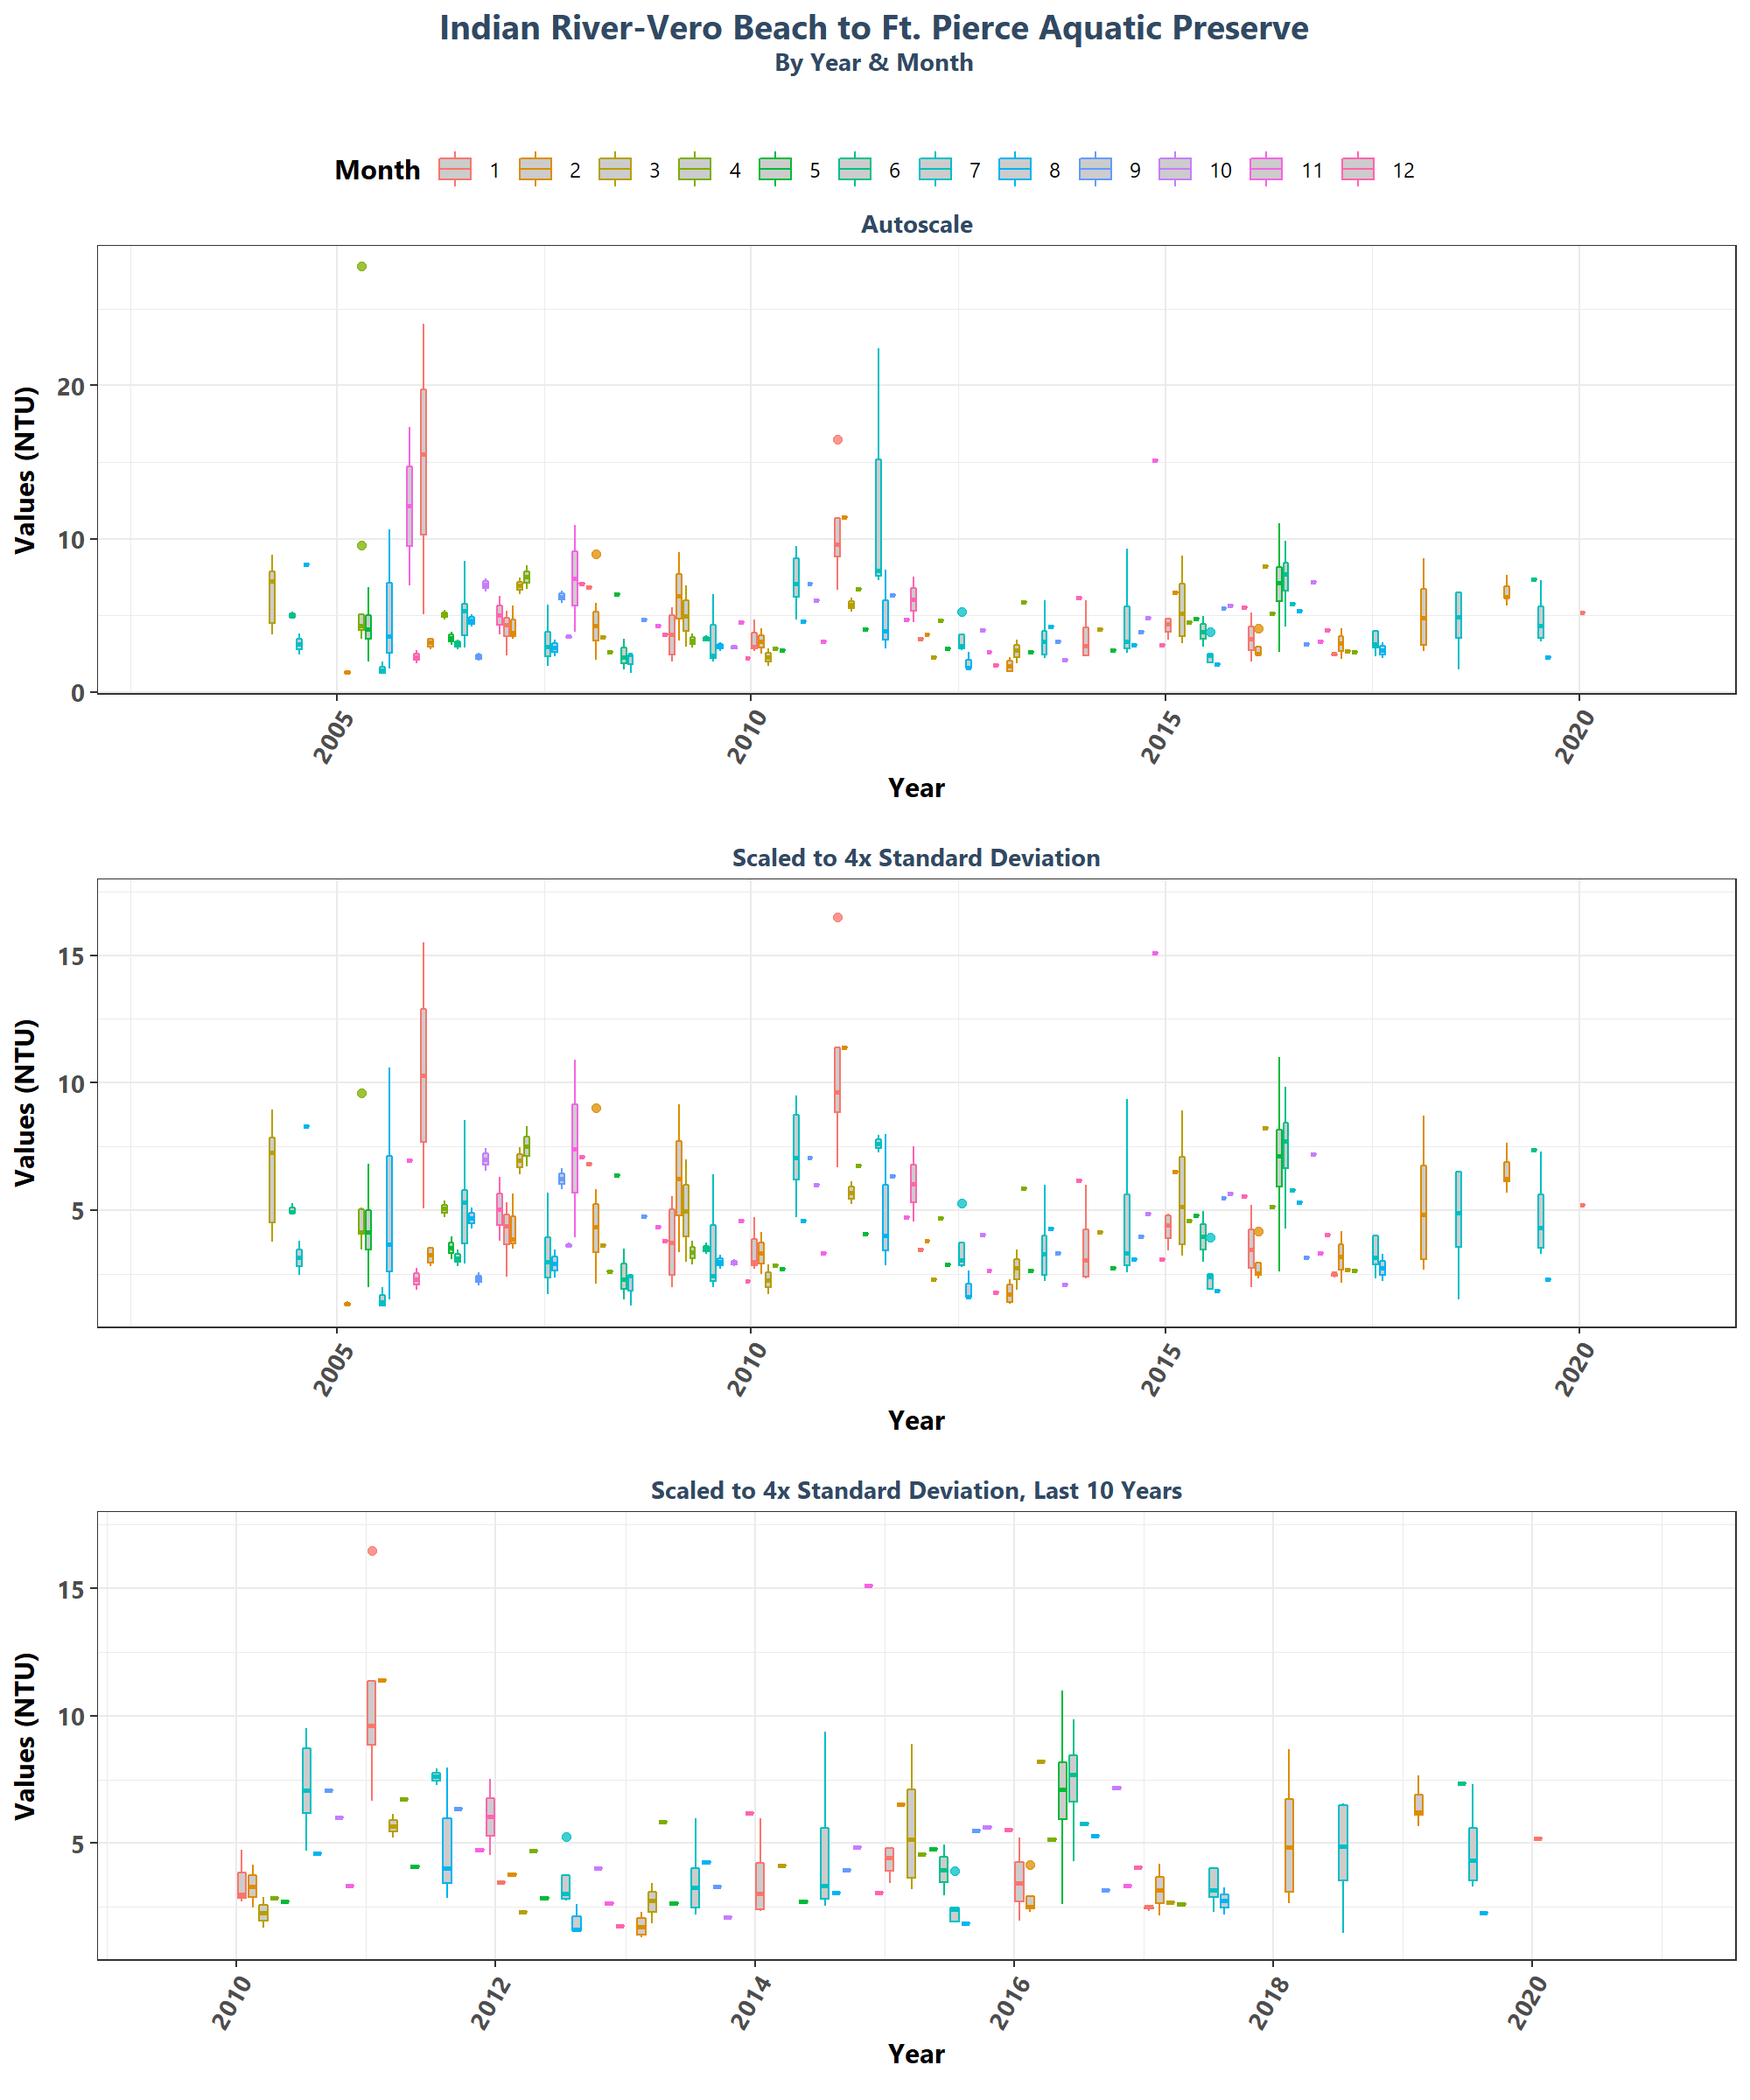 Indian River-Vero Beach to Ft. Pierce Aquatic Preserve
By Year & Month
Month 1 2 3 4 5 6 7 8 9 10 11 12
Autoscale
Values (NTU)
20
10
0
2005 2010 2015 2020
Year
Scaled to 4x Standard Deviation
Values (NTU)
15
10
5
2005 2010 2015 2020
Year
Scaled to 4x Standard Deviation, Last 10 Years
Values (NTU)
15
10
5
2010 2012 2014 2016 2018 2020
Year